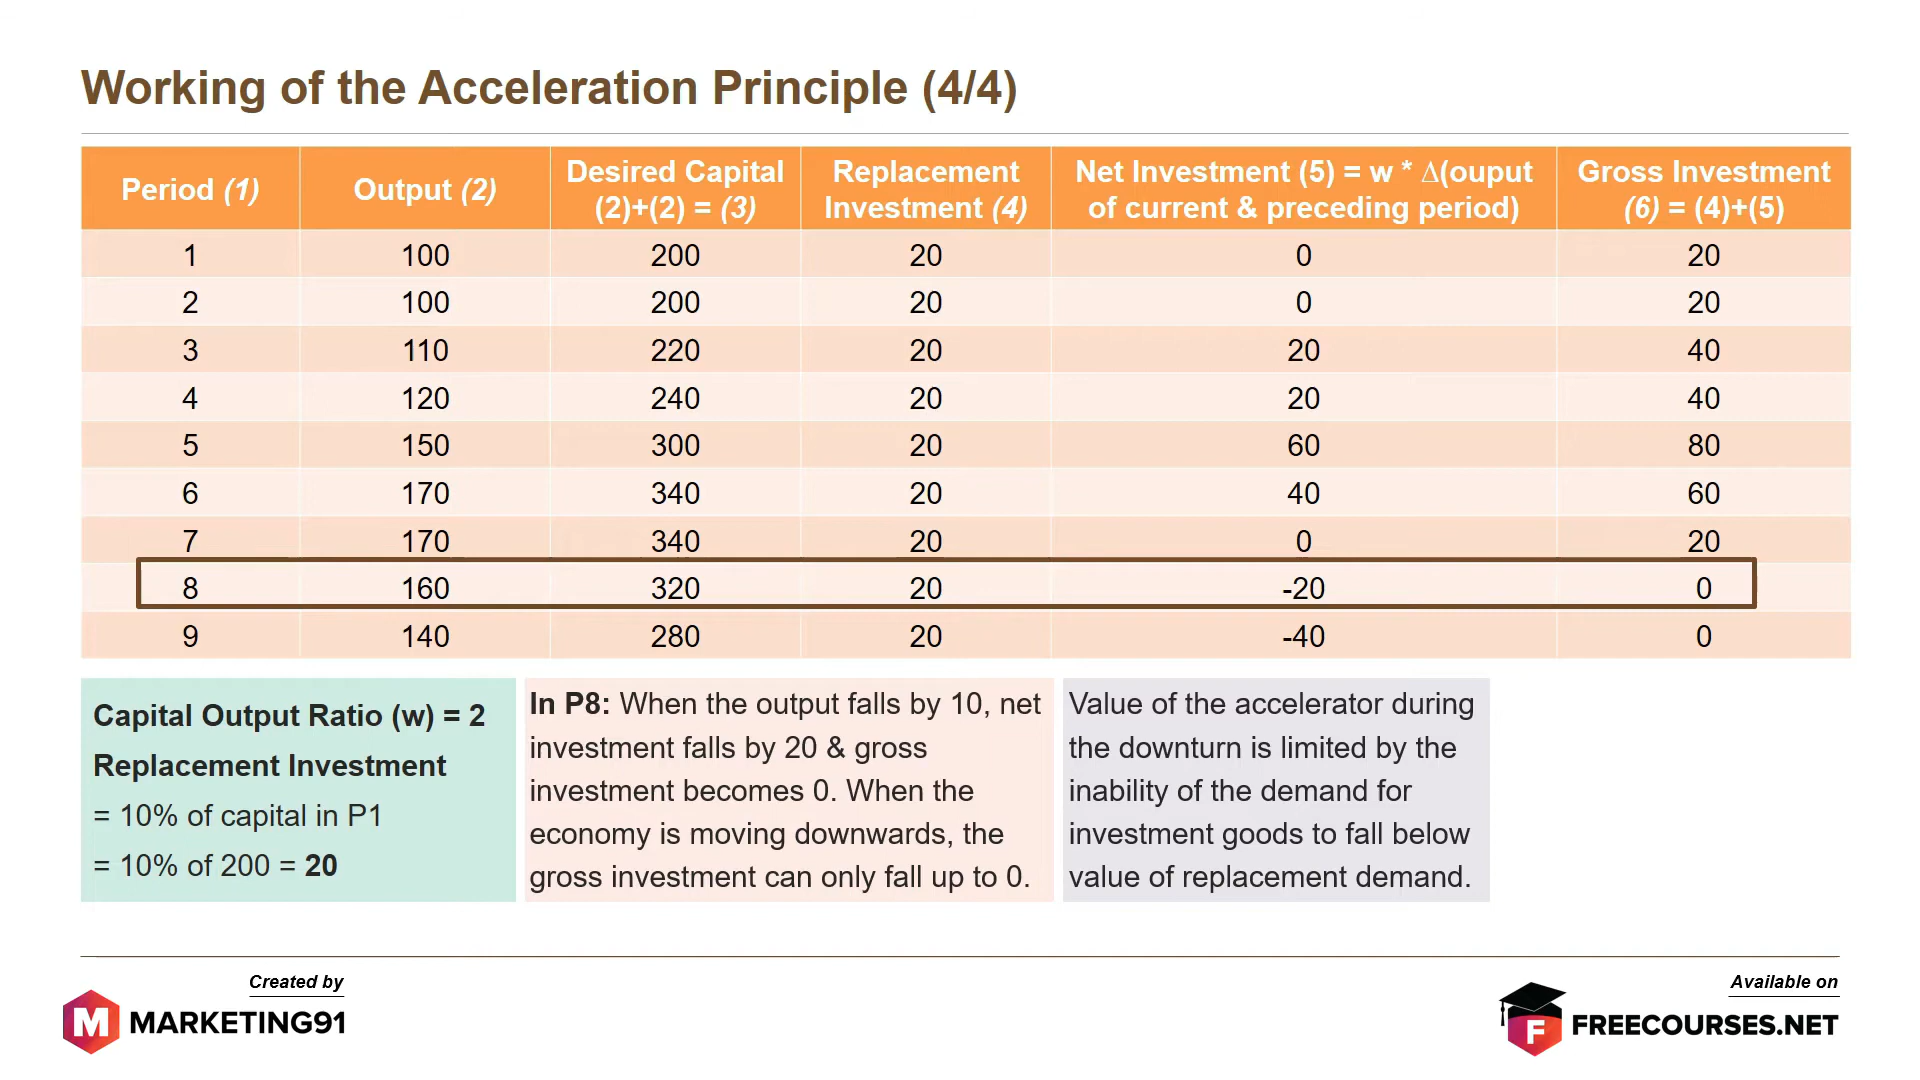 Working of the Acceleration Principle (4/4)
Period (1) Output (2) Desired Capital (2)+(2) = (3) Replacement Investment (4) Net Investment (5) = w * Δ(ouput of current & preceding period) Gross Investment (6) = (4)+(5)
1 100 200 20 0 20
2 100 200 20 0 20
3 110 220 20 20 40
4 120 240 20 20 40
5 150 300 20 60 80
6 170 340 20 40 60
7 170 340 20 0 20
8 160 320 20 -20 0
9 140 280 20 -40 0
Capital Output Ratio (w) = 2
Replacement Investment
= 10% of capital in P1
= 10% of 200 = 20
In P8: When the output falls by 10, net
investment falls by 20 & gross
investment becomes 0. When the
economy is moving downwards, the
gross investment can only fall up to 0.
Value of the accelerator during
the downturn is limited by the
inability of the demand for
investment goods to fall below
value of replacement demand.
Created by
M MARKETING91
Available on
F FREECOURSES.NET